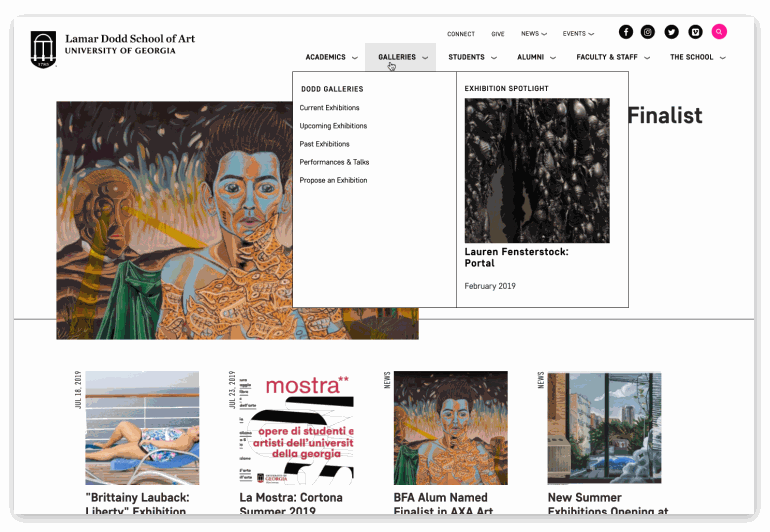 Lamar Dodd School of Art
UNIVERSITY OF GEORGIA
1785
CONNECT GIVE NEWS EVENTS
ACADEMICS GALLERIES STUDENTS ALUMNI FACULTY & STAFF THE SCHOOL
DODD GALLERIES
Current Exhibitions
Upcoming Exhibitions
Past Exhibitions
Performances & Talks
Propose an Exhibition
EXHIBITION SPOTLIGHT
Lauren Fensterstock:
Portal
February 2019
Finalist
JUL 18, 2019
"Brittainy Lauback:
Liberty" Exhibition
JUL 23, 2019
mostra**
opere di studenti e
artisti dell'universit
della georgia
La Mostra: Cortona
Summer 2019
NEWS
BFA Alum Named
Finalist in AXA Art
NEWS
New Summer
Exhibitions Opening at